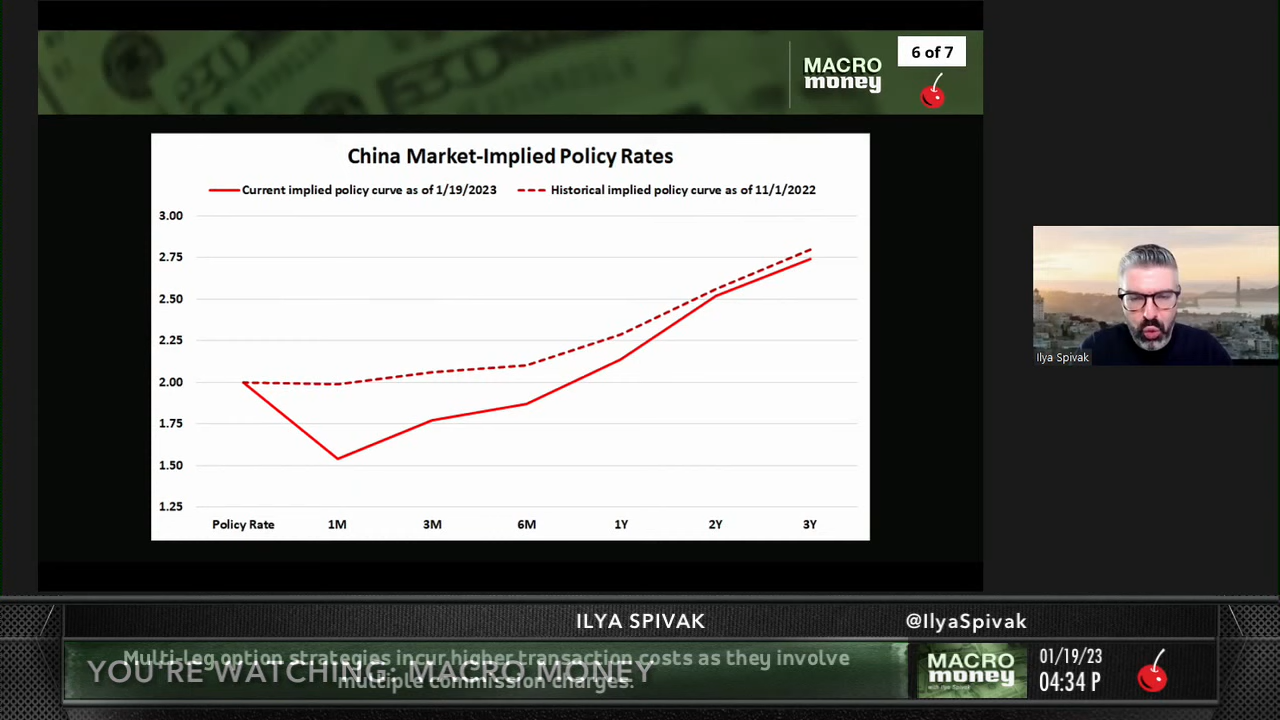 MACRO
money
6 of 7
China Market-Implied Policy Rates
Current implied policy curve as of 1/19/2023
Historical implied policy curve as of 11/1/2022
3.00
2.75
2.50
2.25
2.00
1.75
1.50
1.25
Policy Rate 1M 3M 6M 1Y 2Y 3Y
Ilya Spivak
ILYA SPIVAK
@IlyaSpivak
Multi-leg option strategies incur higher transaction costs as they involve
multiple commission charges.
YOU'RE WATCHING: MACRO MONEY
MACRO
money
with Ilya Spivak
01/19/23
04:34 P